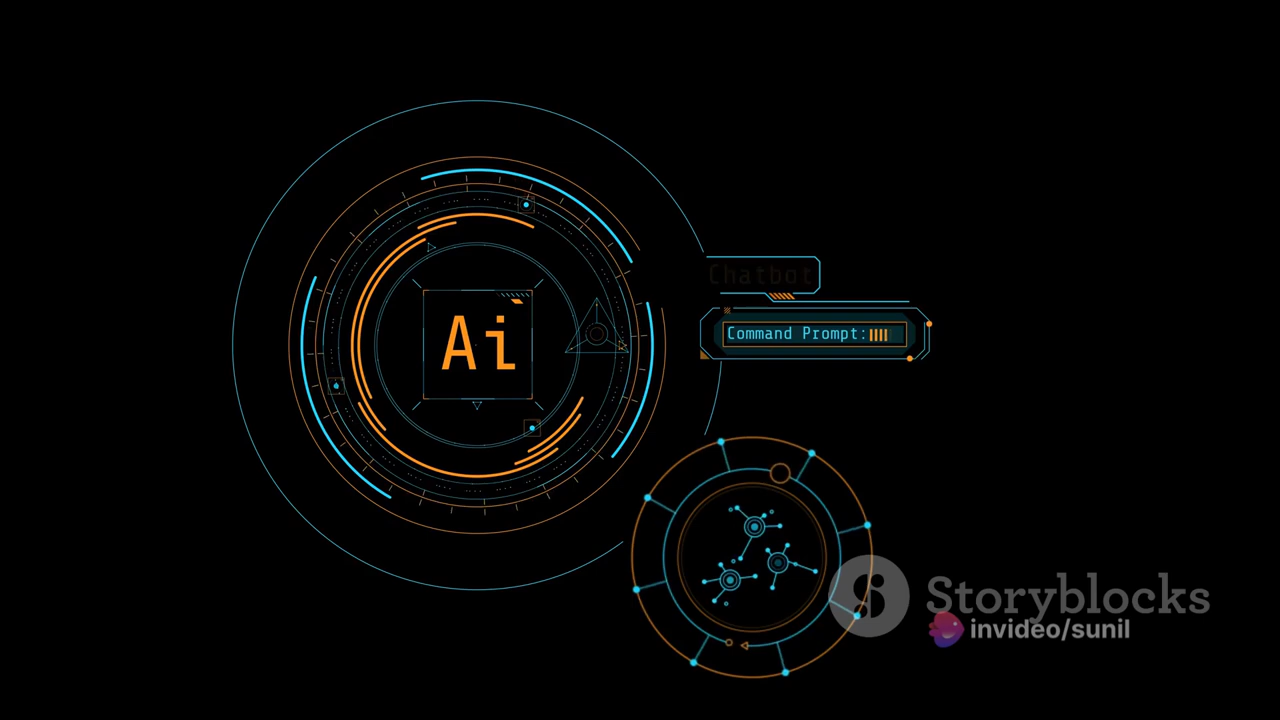 Ai
Chatbot
Command Prompt:
Storyblocks
invideo/sunil